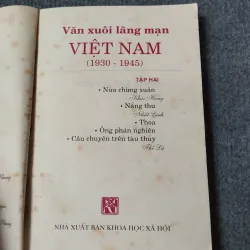 Văn xuôi lãng mạn
VIỆT NAM
(1930 - 1945)
TẬP HAI
• Nửa chừng xuân
Khái Hưng
• Nắng thu
Nhất Linh
• Thoa
• Ông phán nghiện
• Câu chuyện trên tàu thủy
Thế Lữ
NHÀ XUẤT BẢN KHOA HỌC XÃ HỘI